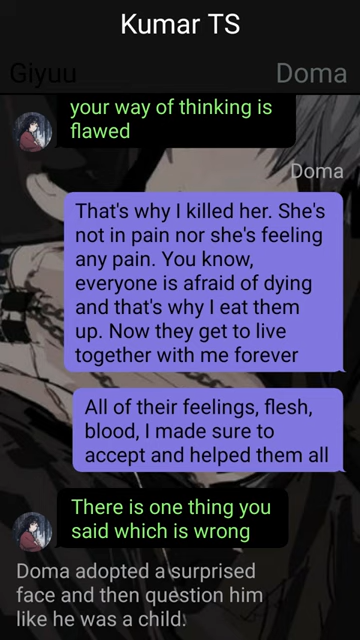 Kumar TS
Giyuu
Doma
your way of thinking is
flawed
Doma
That's why I killed her. She's
not in pain nor she's feeling
any pain. You know,
everyone is afraid of dying
and that's why I eat them
up. Now they get to live
together with me forever
All of their feelings, flesh,
blood, I made sure to
accept and helped them all
There is one thing you
said which is wrong
Doma adopted a surprised
face and then question him
like he was a child.